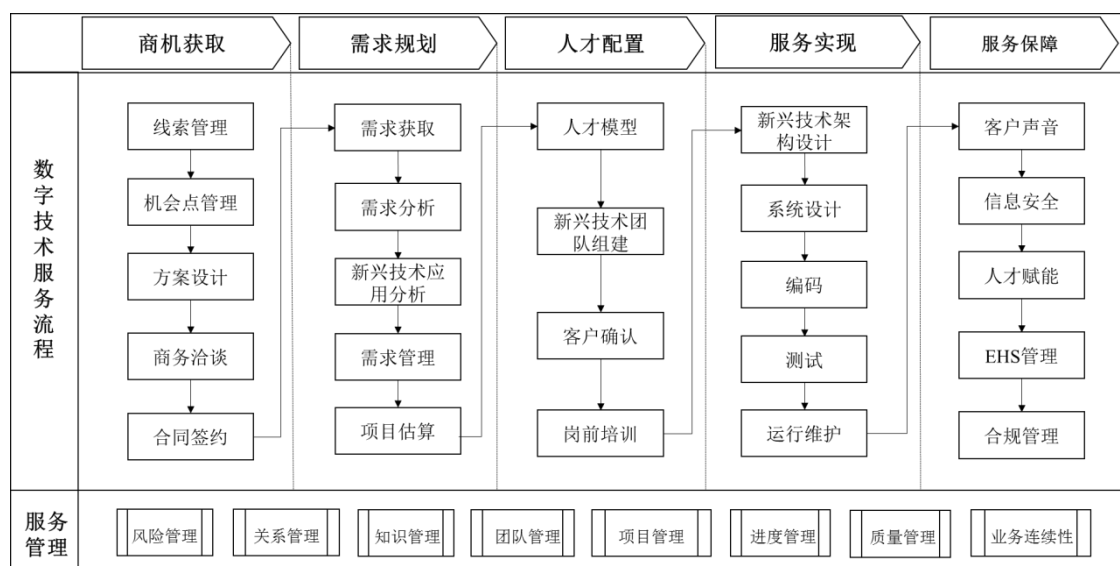 商机获取
需求规划
人才配置
服务实现
服务保障
数字技术服务流程
线索管理
机会点管理
方案设计
商务洽谈
合同签约
需求获取
需求分析
新兴技术应
用分析
需求管理
项目估算
人才模型
新兴技术团
队组建
客户确认
岗前培训
新兴技术架
构设计
系统设计
编码
测试
运行维护
客户声音
信息安全
人才赋能
EHS管理
合规管理
服务
管理
风险管理
关系管理
知识管理
团队管理
项目管理
进度管理
质量管理
业务连续性